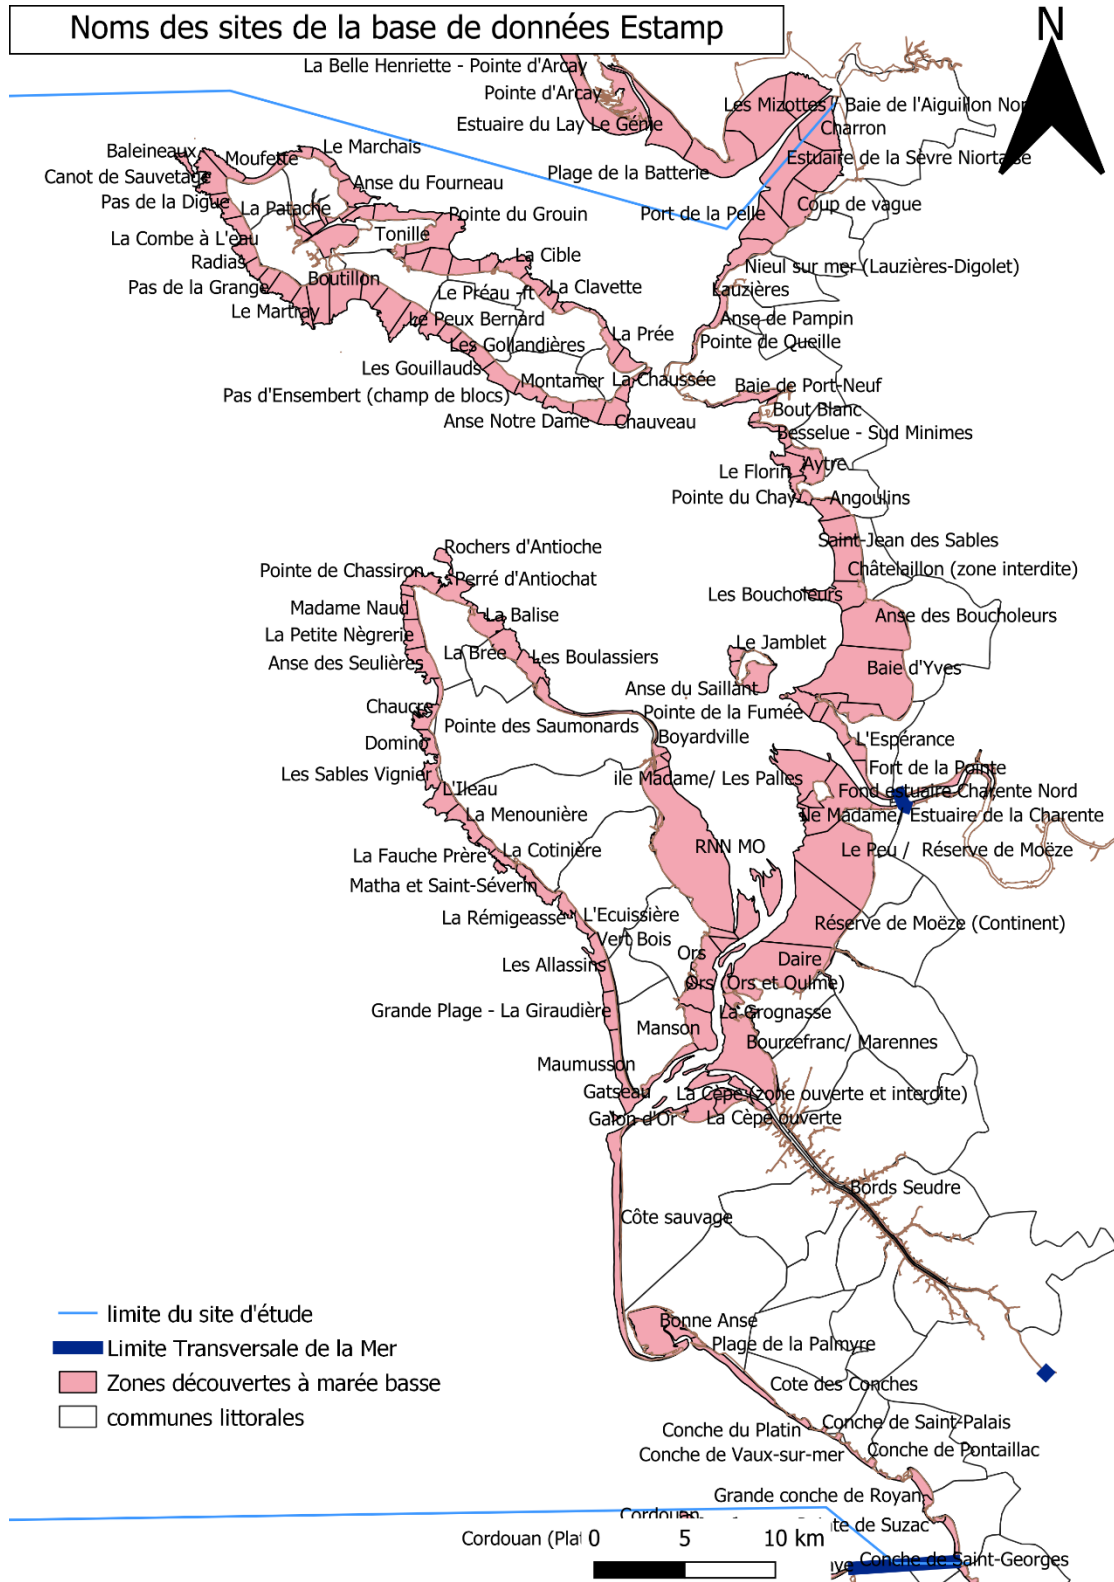 Noms des sites de la base de données Estamp
N
La Belle Henriette - Pointe d'Arcay
Pointe d'Arcay
Les Mizottes / Baie de l'Aiguillon Nor
Estuaire du Lay Le Génie
Charron
Le Marchais
Baleineaux
Moufette
Estuaire de la Sèvre Niortaise
Plage de la Batterie
Canot de Sauvetage
Anse du Fourneau
Pas de la Digue
La Patache
Coup de vague
Pointe du Grouin
Port de la Pelle
Tonille
La Combe à L'eau
La Cible
Radias
Nieul sur mer (Lauzières-Digolet)
Boutillon
Pas de la Grange
La Clavette
Le Préau -ft
Lauzières
Le Martray
Le Peux Bernard
Anse de Pampin
La Prée
Pointe de Queille
Les Gollandières
Les Gouillauds
Montamer
La Chaussée
Baie de Port-Neuf
Pas d'Ensembert (champ de blocs)
Bout Blanc
Anse Notre Dame
Chauveau
Besselue - Sud Minimes
Aytre
Le Florin
Pointe du Chay
Angoulins
Saint-Jean des Sables
Rochers d'Antioche
Châtelaillon (zone interdite)
Pointe de Chassiron
Perré d'Antiochat
Les Boucholeurs
Madame Naud
La Balise
Anse des Boucholeurs
La Petite Nègrerie
Le Jamblet
La Brée
Les Boulassiers
Anse des Seulières
Baie d'Yves
Anse du Saillant
Chaucre
Pointe de la Fumée
Pointe des Saumonards
Boyardville
Domino
L'Espérance
Fort de la Pointe
Les Sables Vignier
ile Madame/ Les Palles
L'Ileau
Fond estuaire Charente Nord
La Menounière
Ile Madame/ Estuaire de la Charente
RNN MO
La Fauche Prère
La Cotinière
Le Peu / Réserve de Moëze
Matha et Saint-Séverin
La Rémigeasse
L'Ecuissière
Réserve de Moëze (Continent)
Vert Bois
Ors
Daire
Les Allassins
Ors (Ors et Oulme)
Grande Plage - La Giraudière
La Grognasse
Manson
Bourcefranc/ Marennes
Maumusson
Gatseau
La Cèpe (zone ouverte et interdite)
Galon d'Or
La Cèpe ouverte
Bords Seudre
Côte sauvage
limite du site d'étude
Bonne Anse
Limite Transversale de la Mer
Plage de la Palmyre
Zones découvertes à marée basse
Cote des Conches
communes littorales
Conche du Platin
Conche de Saint-Palais
Conche de Vaux-sur-mer
Conche de Pontaillac
Grande conche de Royan
Cordouan
te de Suzac
Cordouan (Pla
0 5 10 km
Conche de Saint-Georges